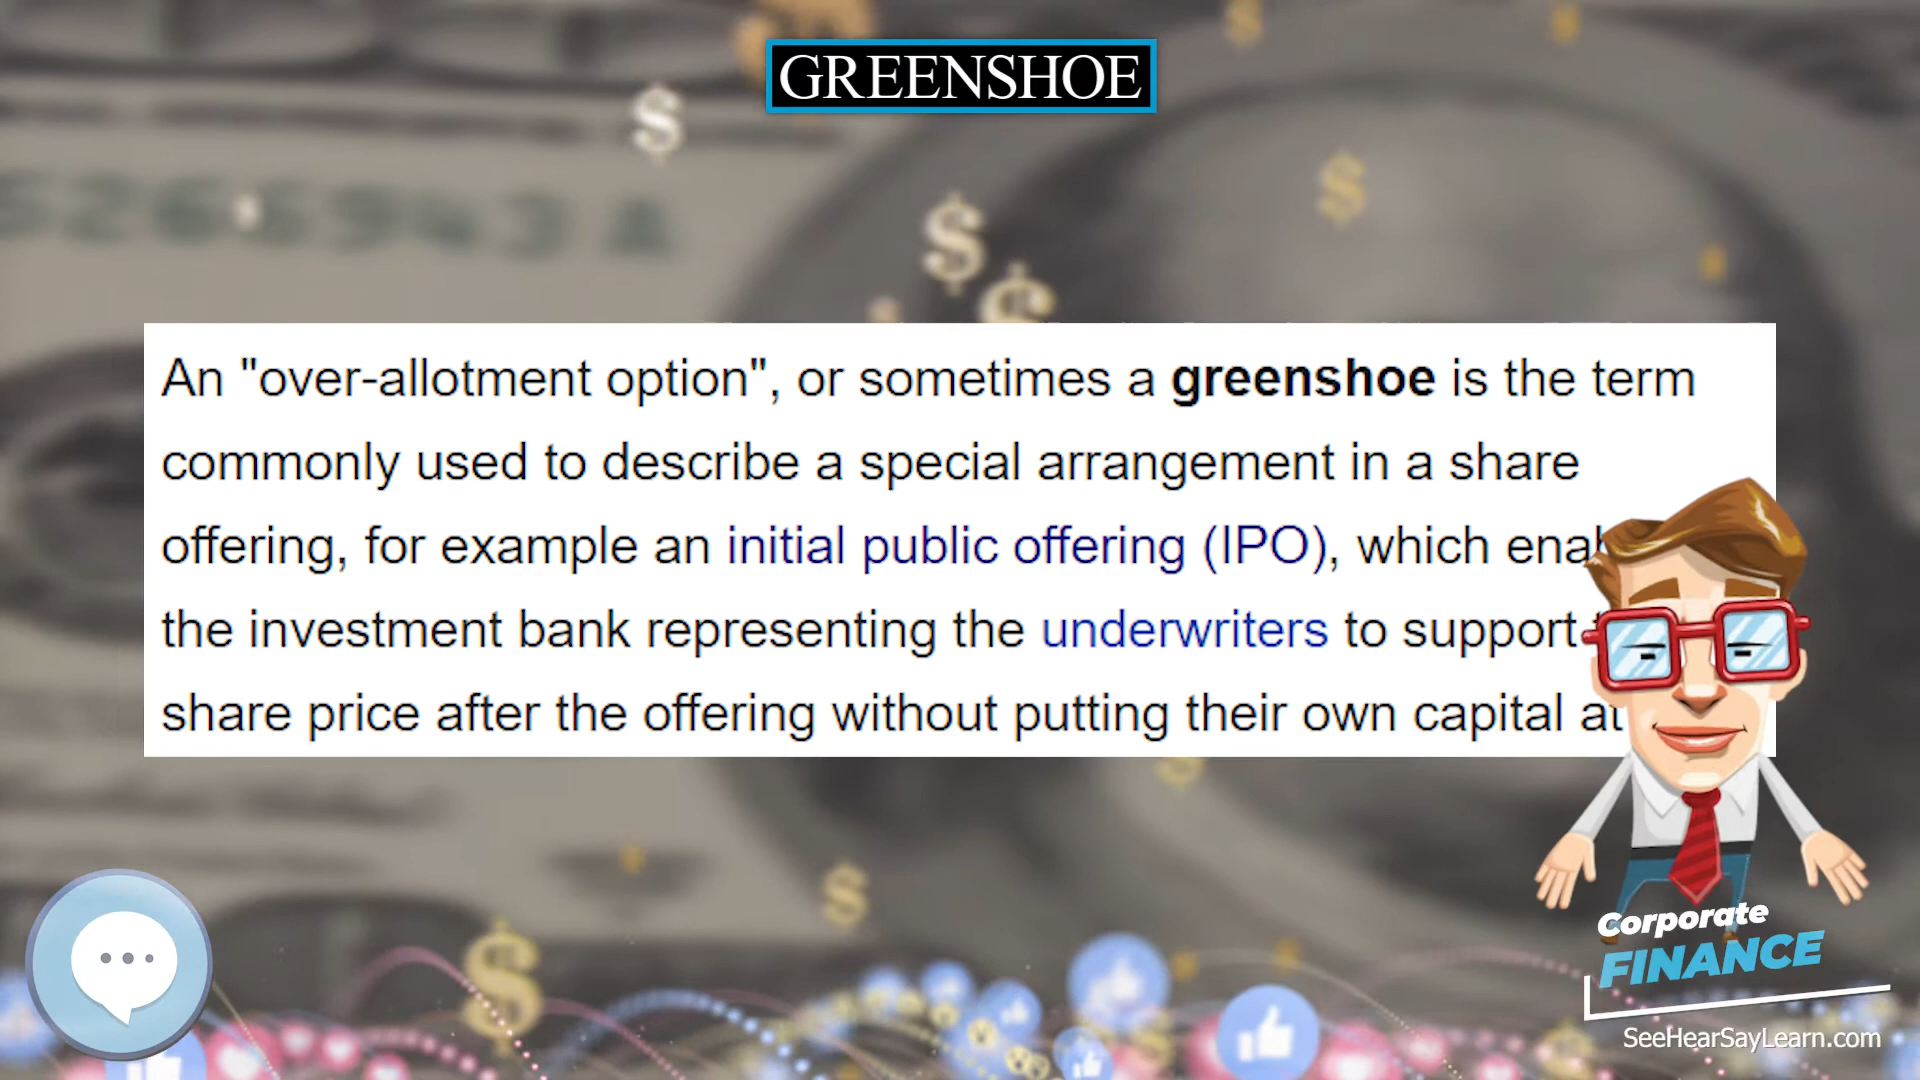 GREENSHOE
An "over-allotment option", or sometimes a greenshoe is the term
commonly used to describe a special arrangement in a share
offering, for example an initial public offering (IPO), which
the investment bank representing the underwriters to support
share price after the offering without putting their own capital at
Corporate
FINANCE
SeeHearSayLearn.com